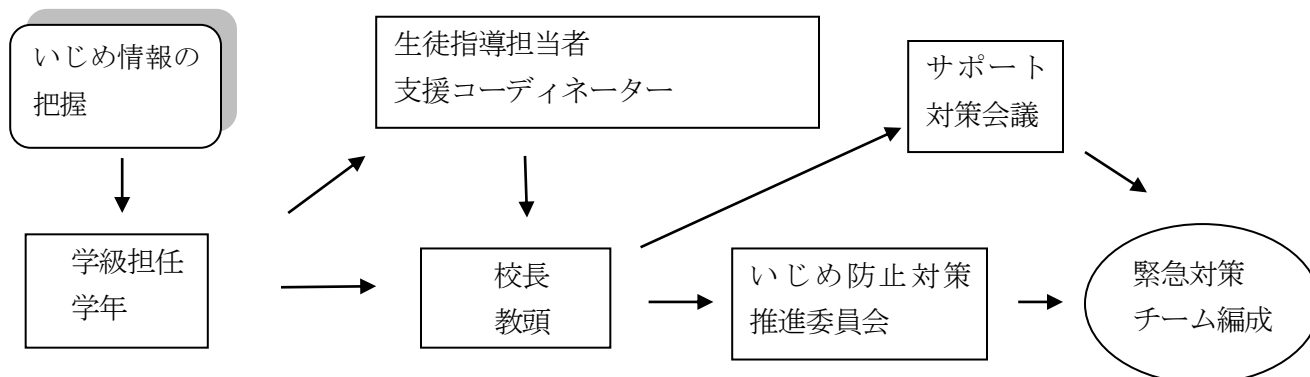 いじめ情報の
把握
生徒指導担当者
支援コーディネーター
サポート
対策会議
学級担任
学年
校長
教頭
いじめ防止対策
推進委員会
緊急対策
チーム編成